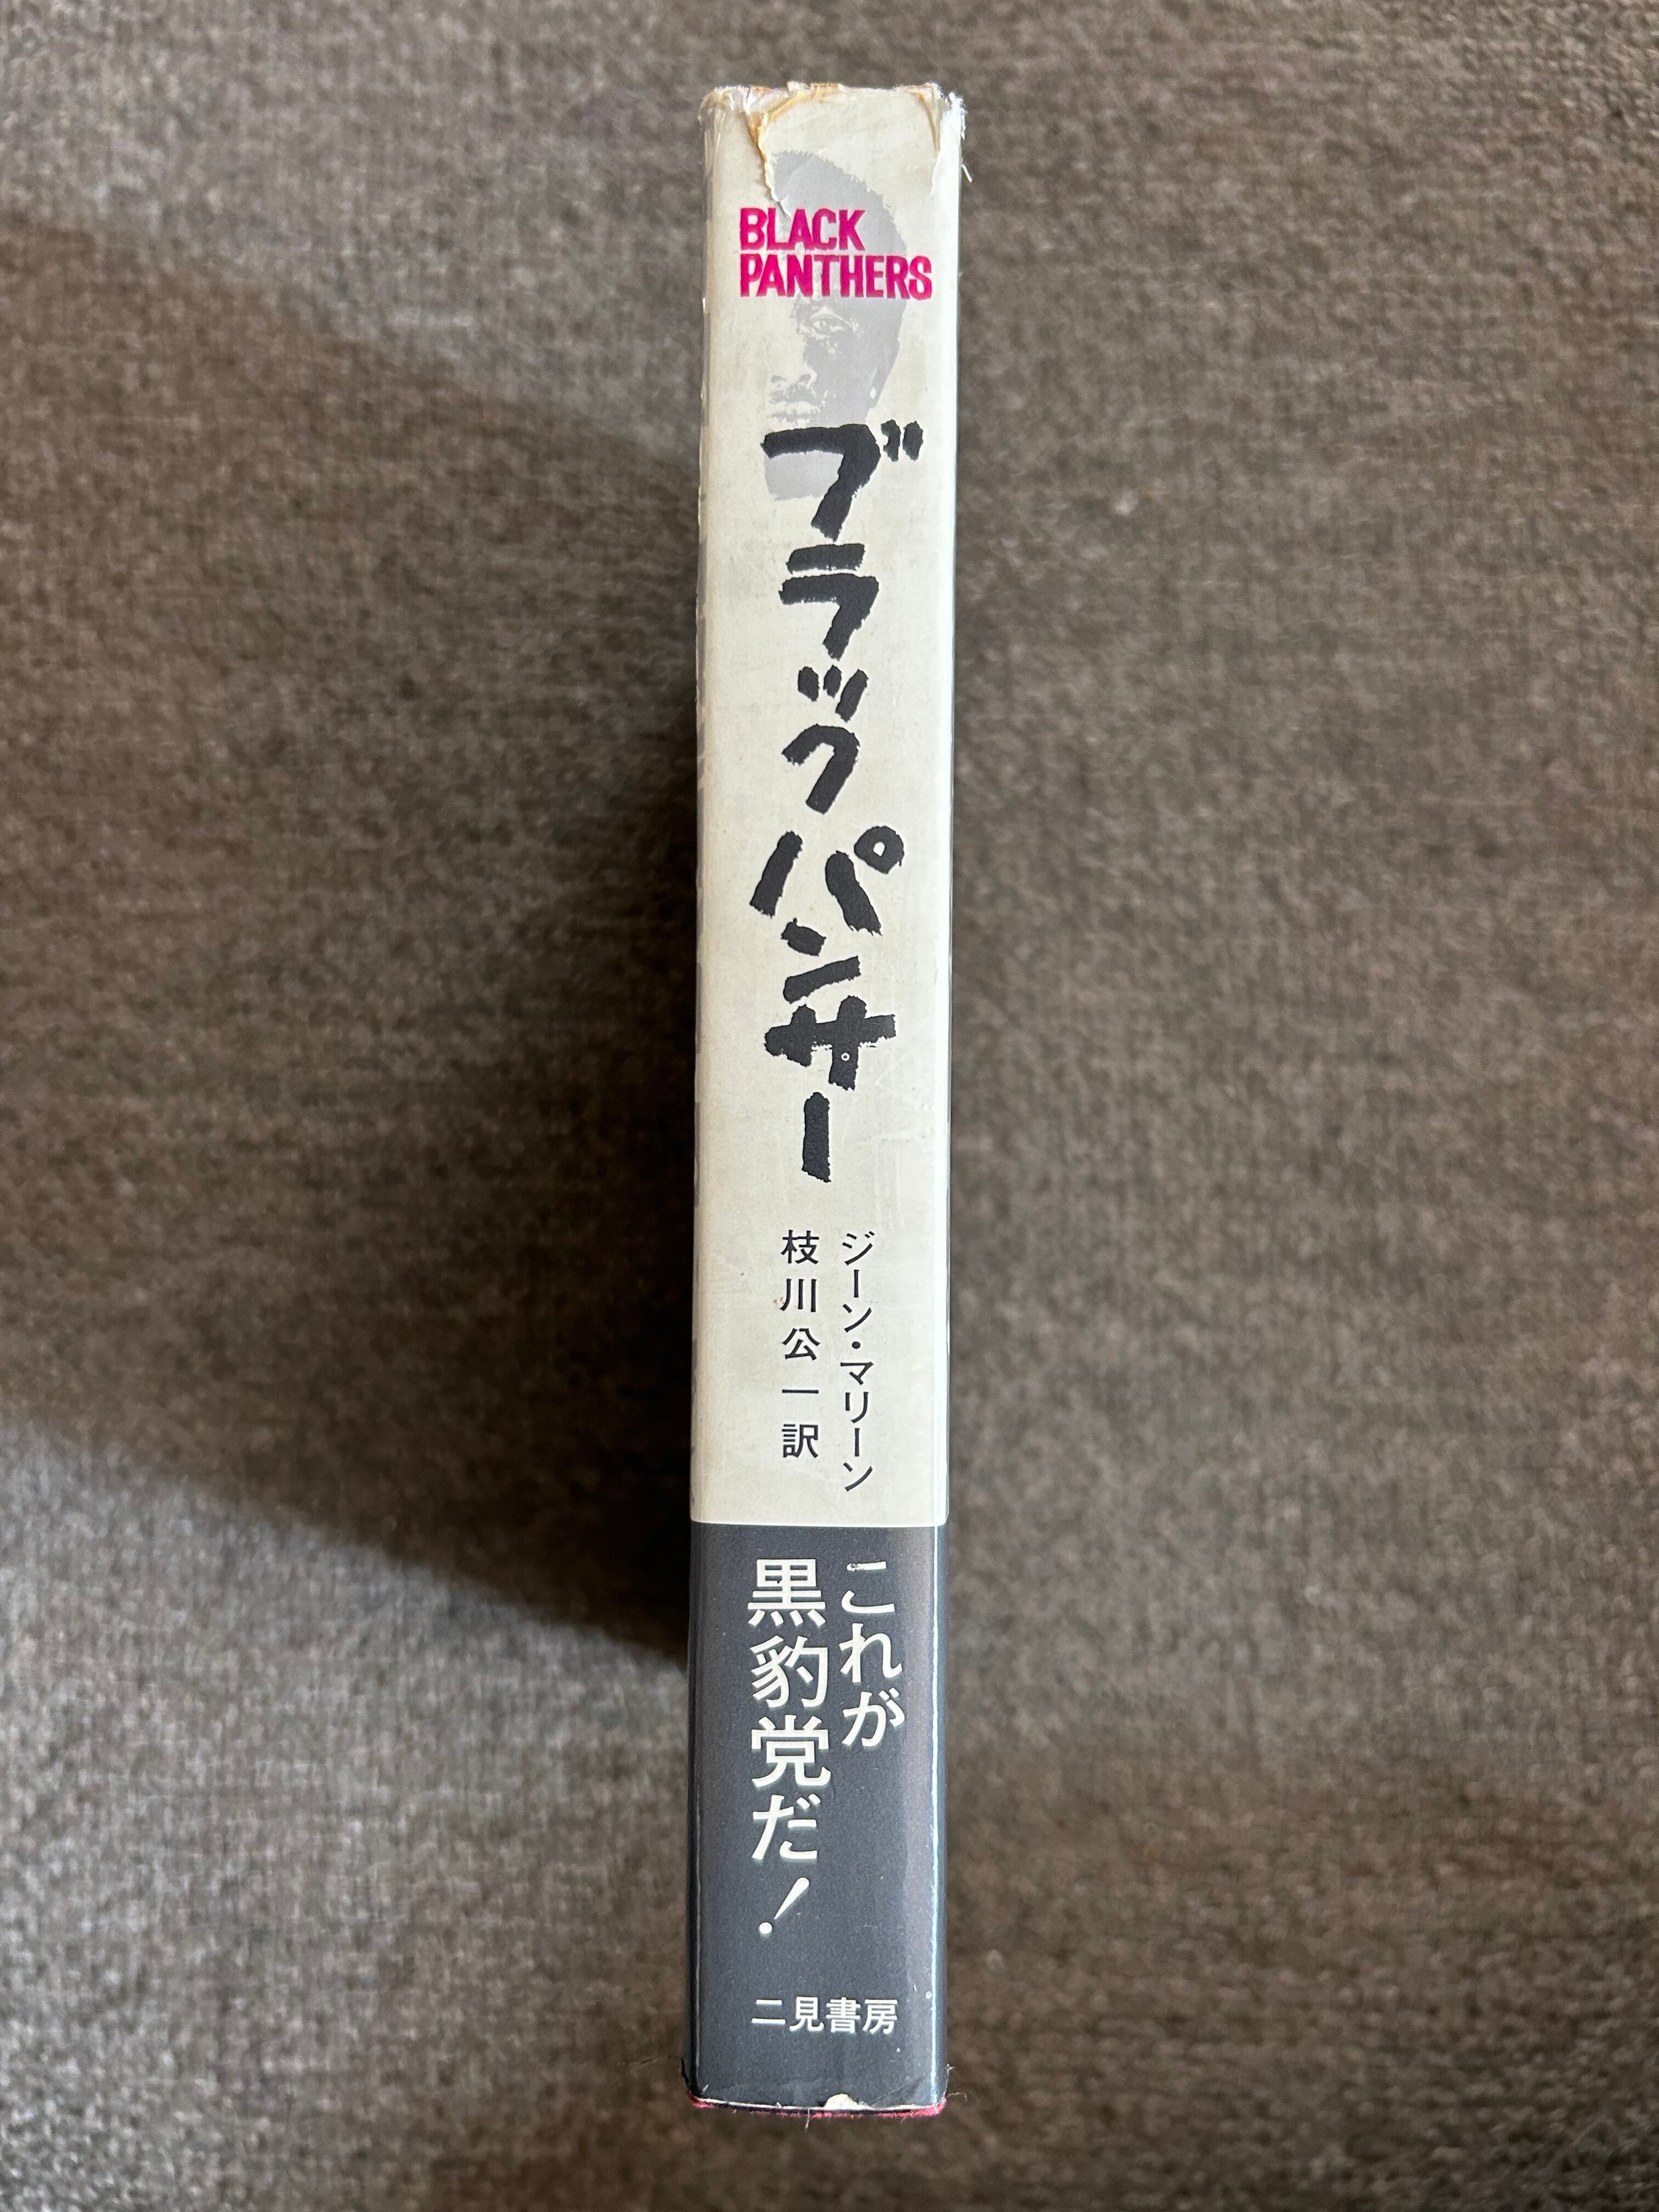 BLACK
PANTHERS
ブラックパンサー
ジーン・マリーン
枝川公一訳
これが
黒豹党だ!
二見書房